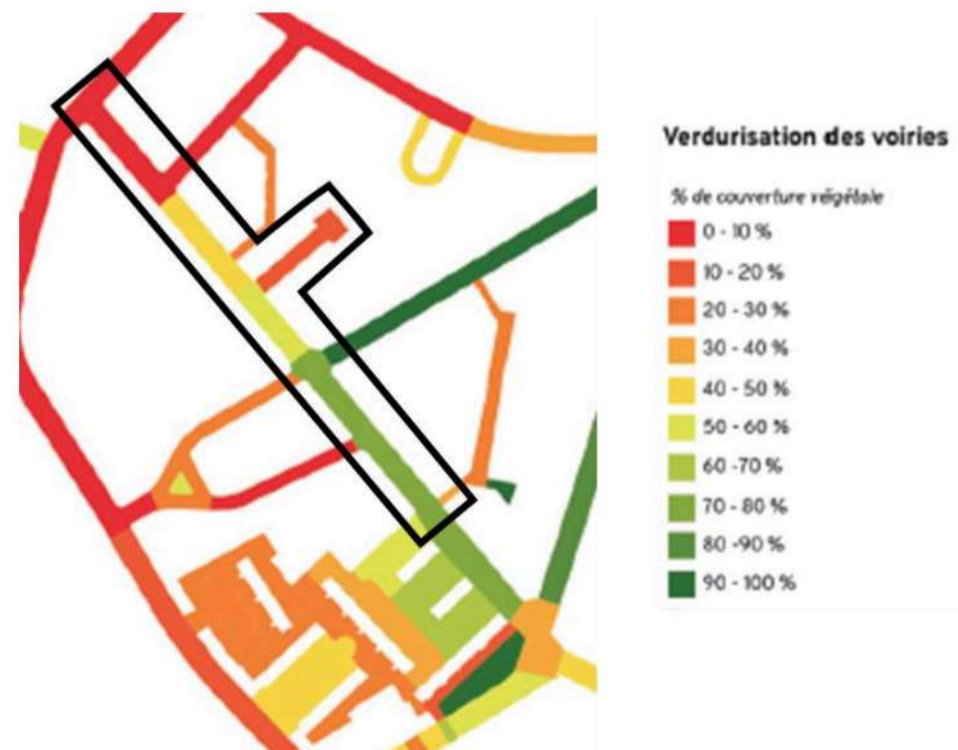 Verdurisation des voiries
% de couverture végétale
0 - 10 %
10 - 20 %
20 - 30 %
30 - 40 %
40 - 50 %
50 - 60 %
60 -70 %
70 - 80 %
80 -90 %
90 - 100 %